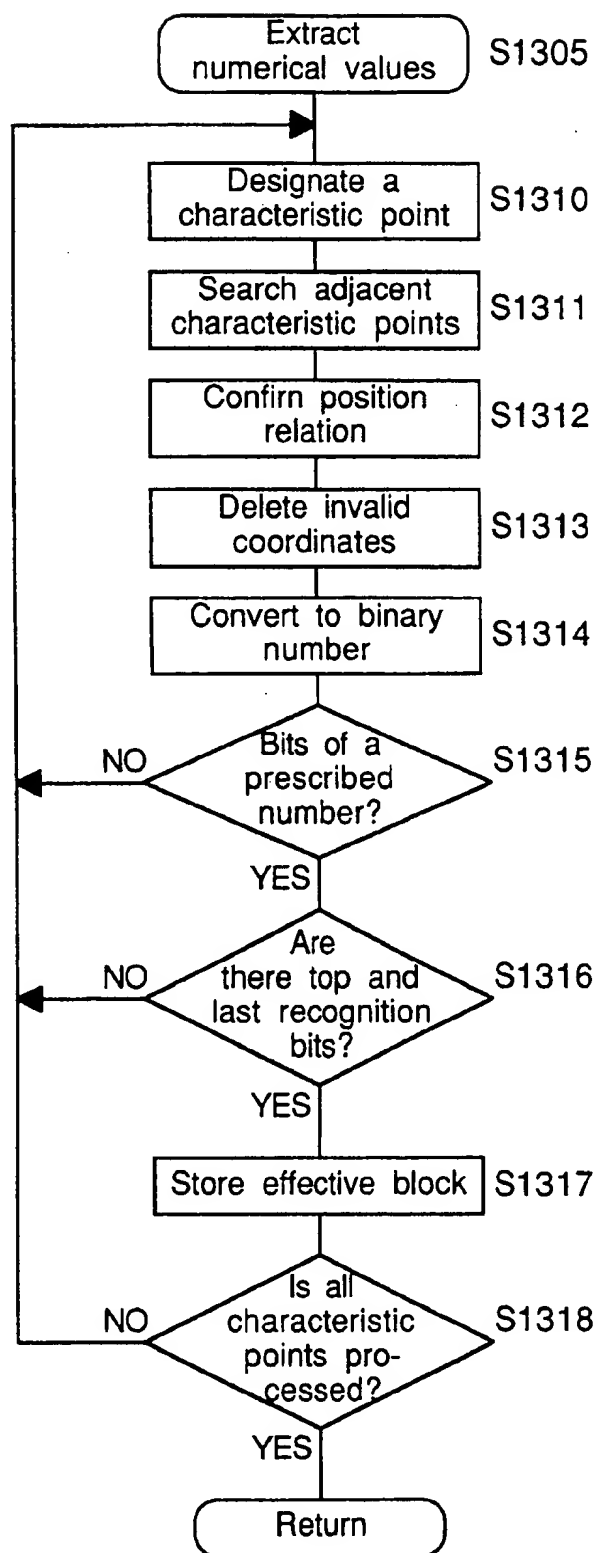 Extract
numerical values
S1305
Designate a
characteristic point
S1310
Search adjacent
characteristic points
S1311
Confirm position
relation
S1312
Delete invalid
coordinates
S1313
Convert to binary
number
S1314
Bits of a
prescribed
number?
S1315
NO
YES
Are
there top and
last recognition
bits?
S1316
NO
YES
Store effective block
S1317
Is all
characteristic
points pro-
cessed?
S1318
NO
YES
Return